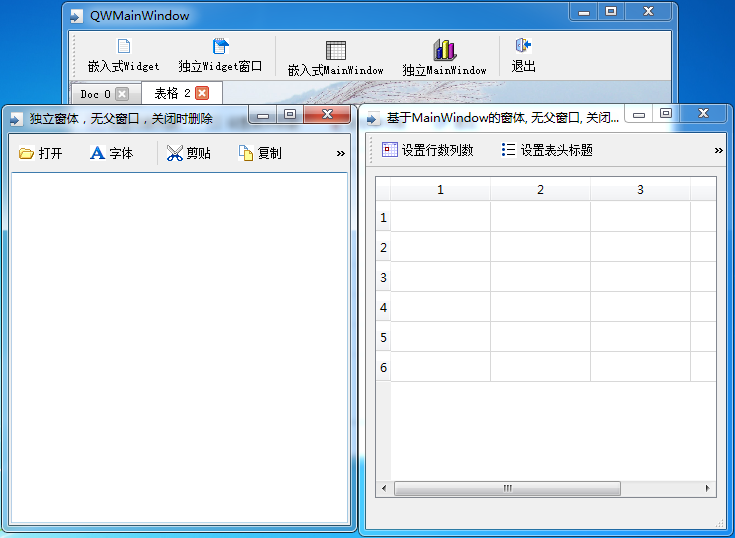 QWMainWindow
嵌入式Widget 独立Widget窗口 嵌入式MainWindow 独立MainWindow 退出
Doc 0 表格 2
独立窗体，无父窗口，关闭时删除
打开 字体 剪贴 复制 »
基于MainWindow的窗体, 无父窗口, 关闭...
设置行数列数 设置表头标题 »
1 2 3
1
2
3
4
5
6